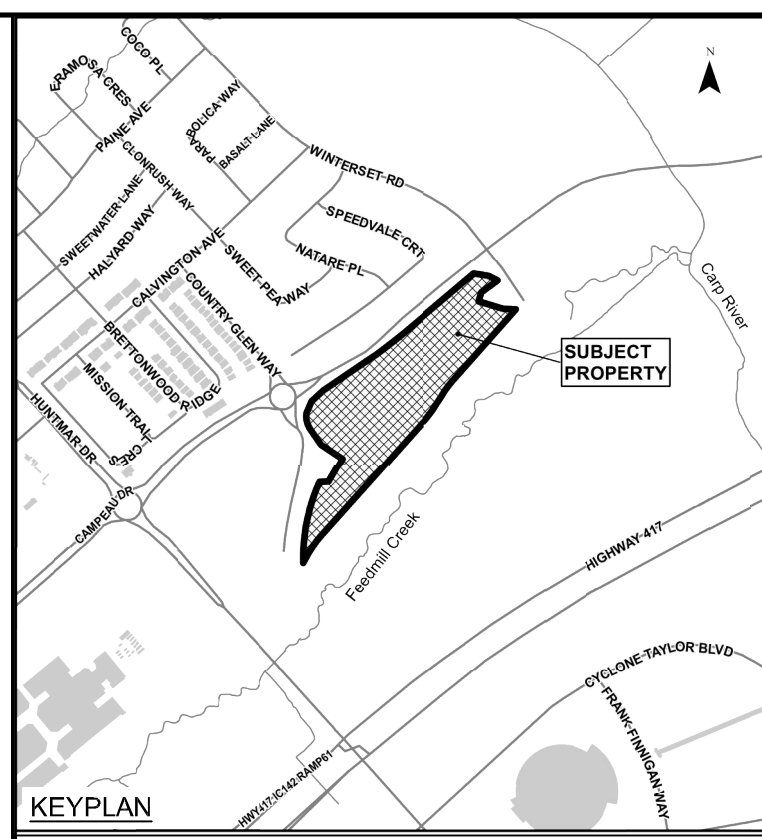 COCO PL
ERAMOSA CRES
PAINE AVE
PARABOLICA WAY
BASALT LANE
CLONRUSH WAY
WINTERSET RD
N
SWEETWATER LANE
HALYARD WAY
SPEEDVALE CRT
NATARE PL
CALVINGTON AVE
SWEET PEA WAY
COUNTRY GLEN WAY
Carp River
BRETTONWOOD RIDGE
SUBJECT
PROPERTY
MISSION TRAIL CRES
HUNTMAR DR
CAMPEAU DR
Feedmill Creek
HIGHWAY 417
CYCLONE TAYLOR BLVD
FRANK FINNIGAN WAY
HWY417 IC142 RAMP61
KEYPLAN